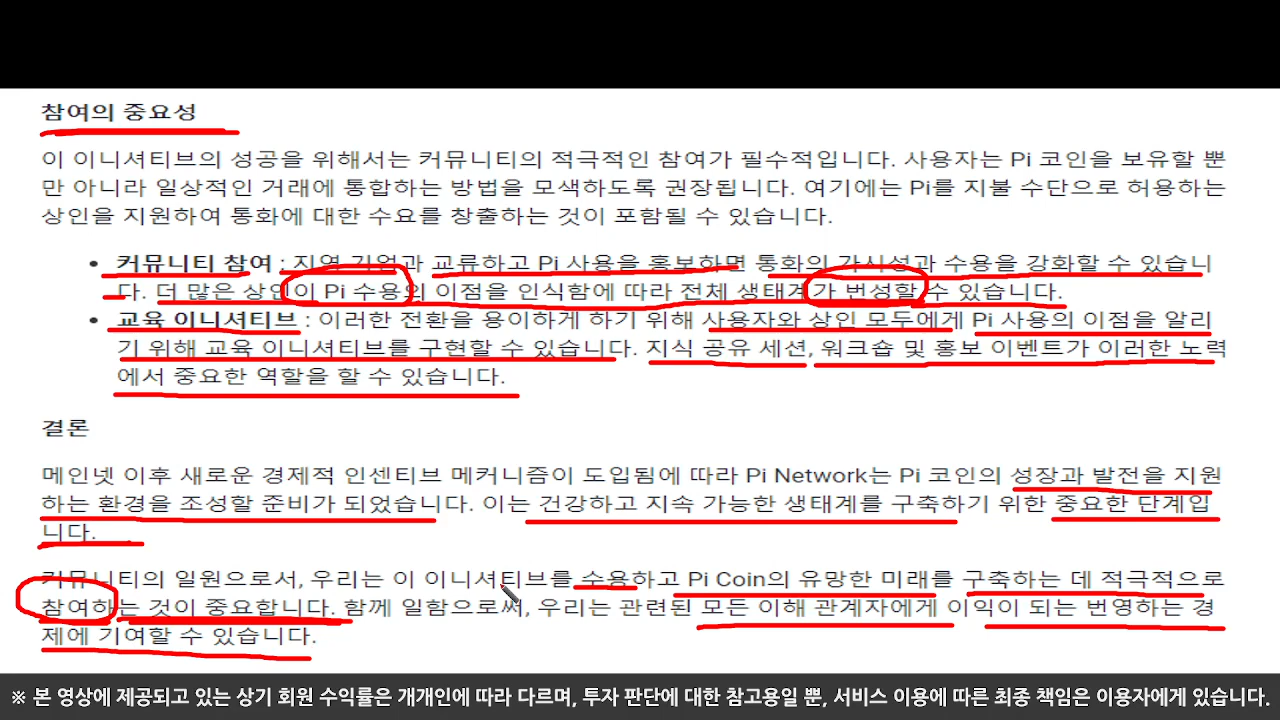 참여의 중요성
이 이니셔티브의 성공을 위해서는 커뮤니티의 적극적인 참여가 필수적입니다. 사용자는 Pi 코인을 보유할 뿐
만 아니라 일상적인 거래에 통합하는 방법을 모색하도록 권장됩니다. 여기에는 Pi를 지불 수단으로 허용하는
상인을 지원하여 통화에 대한 수요를 창출하는 것이 포함될 수 있습니다.
• 커뮤니티 참여 : 지역 기업과 교류하고 Pi 사용을 홍보하면 통화의 가시성과 수용을 강화할 수 있습니
다. 더 많은 상인이 Pi 수용의 이점을 인식함에 따라 전체 생태계가 번성할 수 있습니다.
• 교육 이니셔티브 : 이러한 전환을 용이하게 하기 위해 사용자와 상인 모두에게 Pi 사용의 이점을 알리
기 위해 교육 이니셔티브를 구현할 수 있습니다. 지식 공유 세션, 워크숍 및 홍보 이벤트가 이러한 노력
에서 중요한 역할을 할 수 있습니다.
결론
메인넷 이후 새로운 경제적 인센티브 메커니즘이 도입됨에 따라 Pi Network는 Pi 코인의 성장과 발전을 지원
하는 환경을 조성할 준비가 되었습니다. 이는 건강하고 지속 가능한 생태계를 구축하기 위한 중요한 단계입
니다.
커뮤니티의 일원으로서, 우리는 이 이니셔티브를 수용하고 Pi Coin의 유망한 미래를 구축하는 데 적극적으로
참여하는 것이 중요합니다. 함께 일함으로써, 우리는 관련된 모든 이해 관계자에게 이익이 되는 번영하는 경
제에 기여할 수 있습니다.
※ 본 영상에 제공되고 있는 상기 회원 수익률은 개개인에 따라 다르며, 투자 판단에 대한 참고용일 뿐, 서비스 이용에 따른 최종 책임은 이용자에게 있습니다.